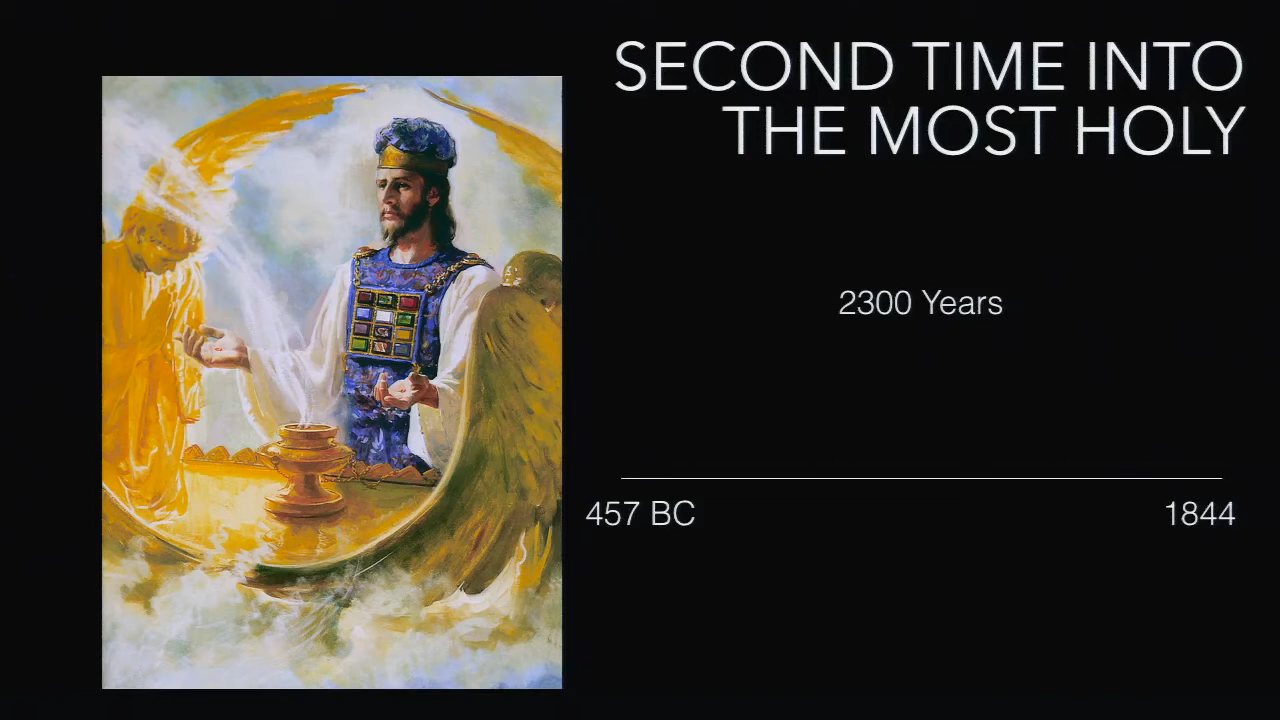 SECOND TIME INTO
THE MOST HOLY
2300 Years
457 BC
1844